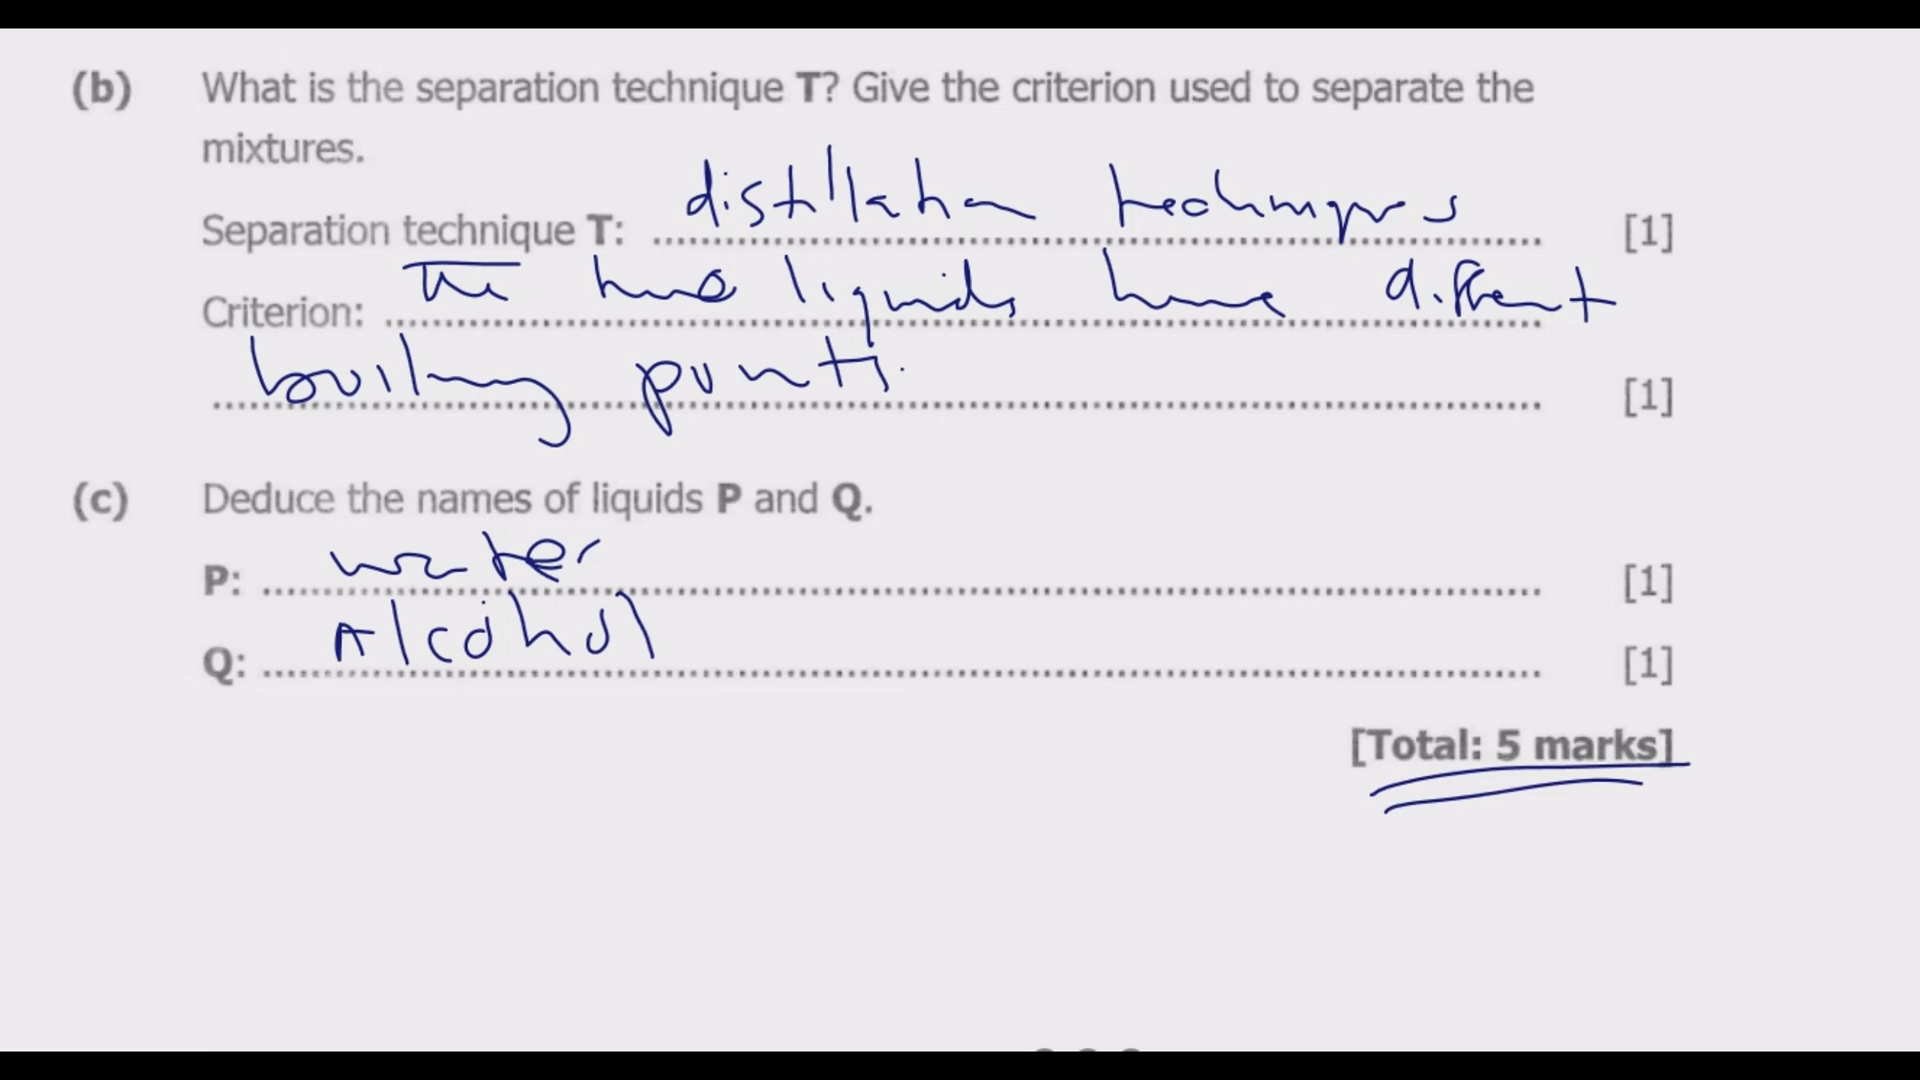 (b) What is the separation technique T? Give the criterion used to separate the
mixtures.
Separation technique T: distillation techniques [1]
Criterion: The two liquids have different
boiling points. [1]
(c) Deduce the names of liquids P and Q.
P: water [1]
Q: Alcohol [1]
[Total: 5 marks]